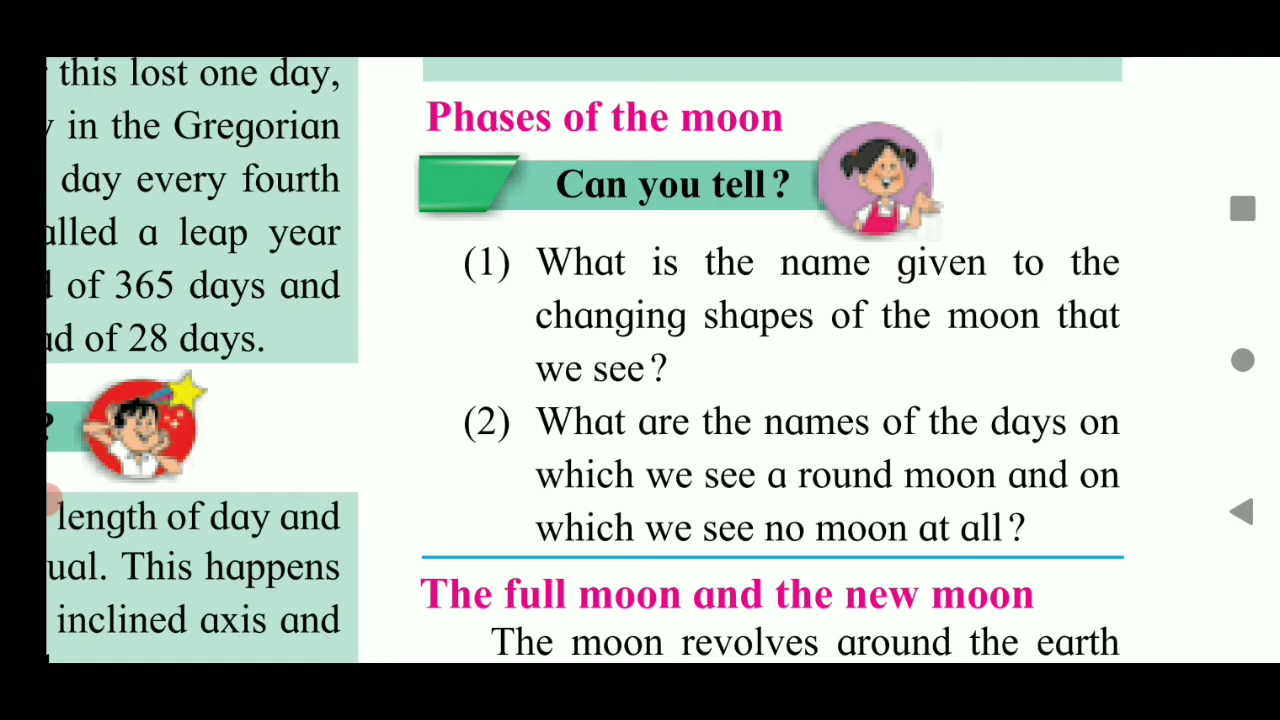 this lost one day,
in the Gregorian
day every fourth
a leap year
of 365 days and
of 28 days.
?
length of day and
This happens
inclined axis and
Phases of the moon
Can you tell?
(1) What is the name given to the
changing shapes of the moon that
we see?
(2) What are the names of the days on
which we see a round moon and on
which we see no moon at all?
The full moon and the new moon
The moon revolves around the earth